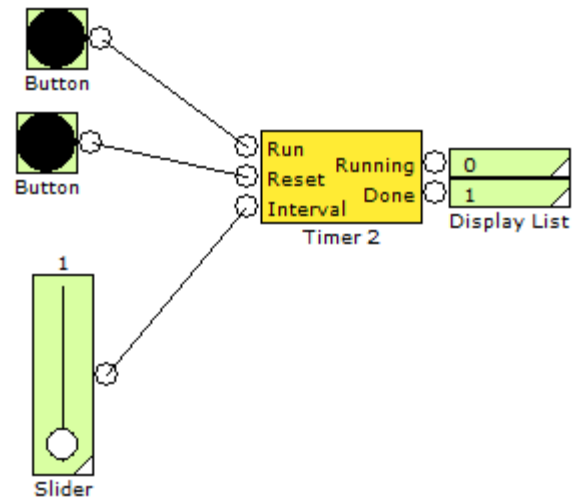 Button
Button
Run
Reset
Interval
Running
Done
Timer 2
0
1
Display List
1
Slider